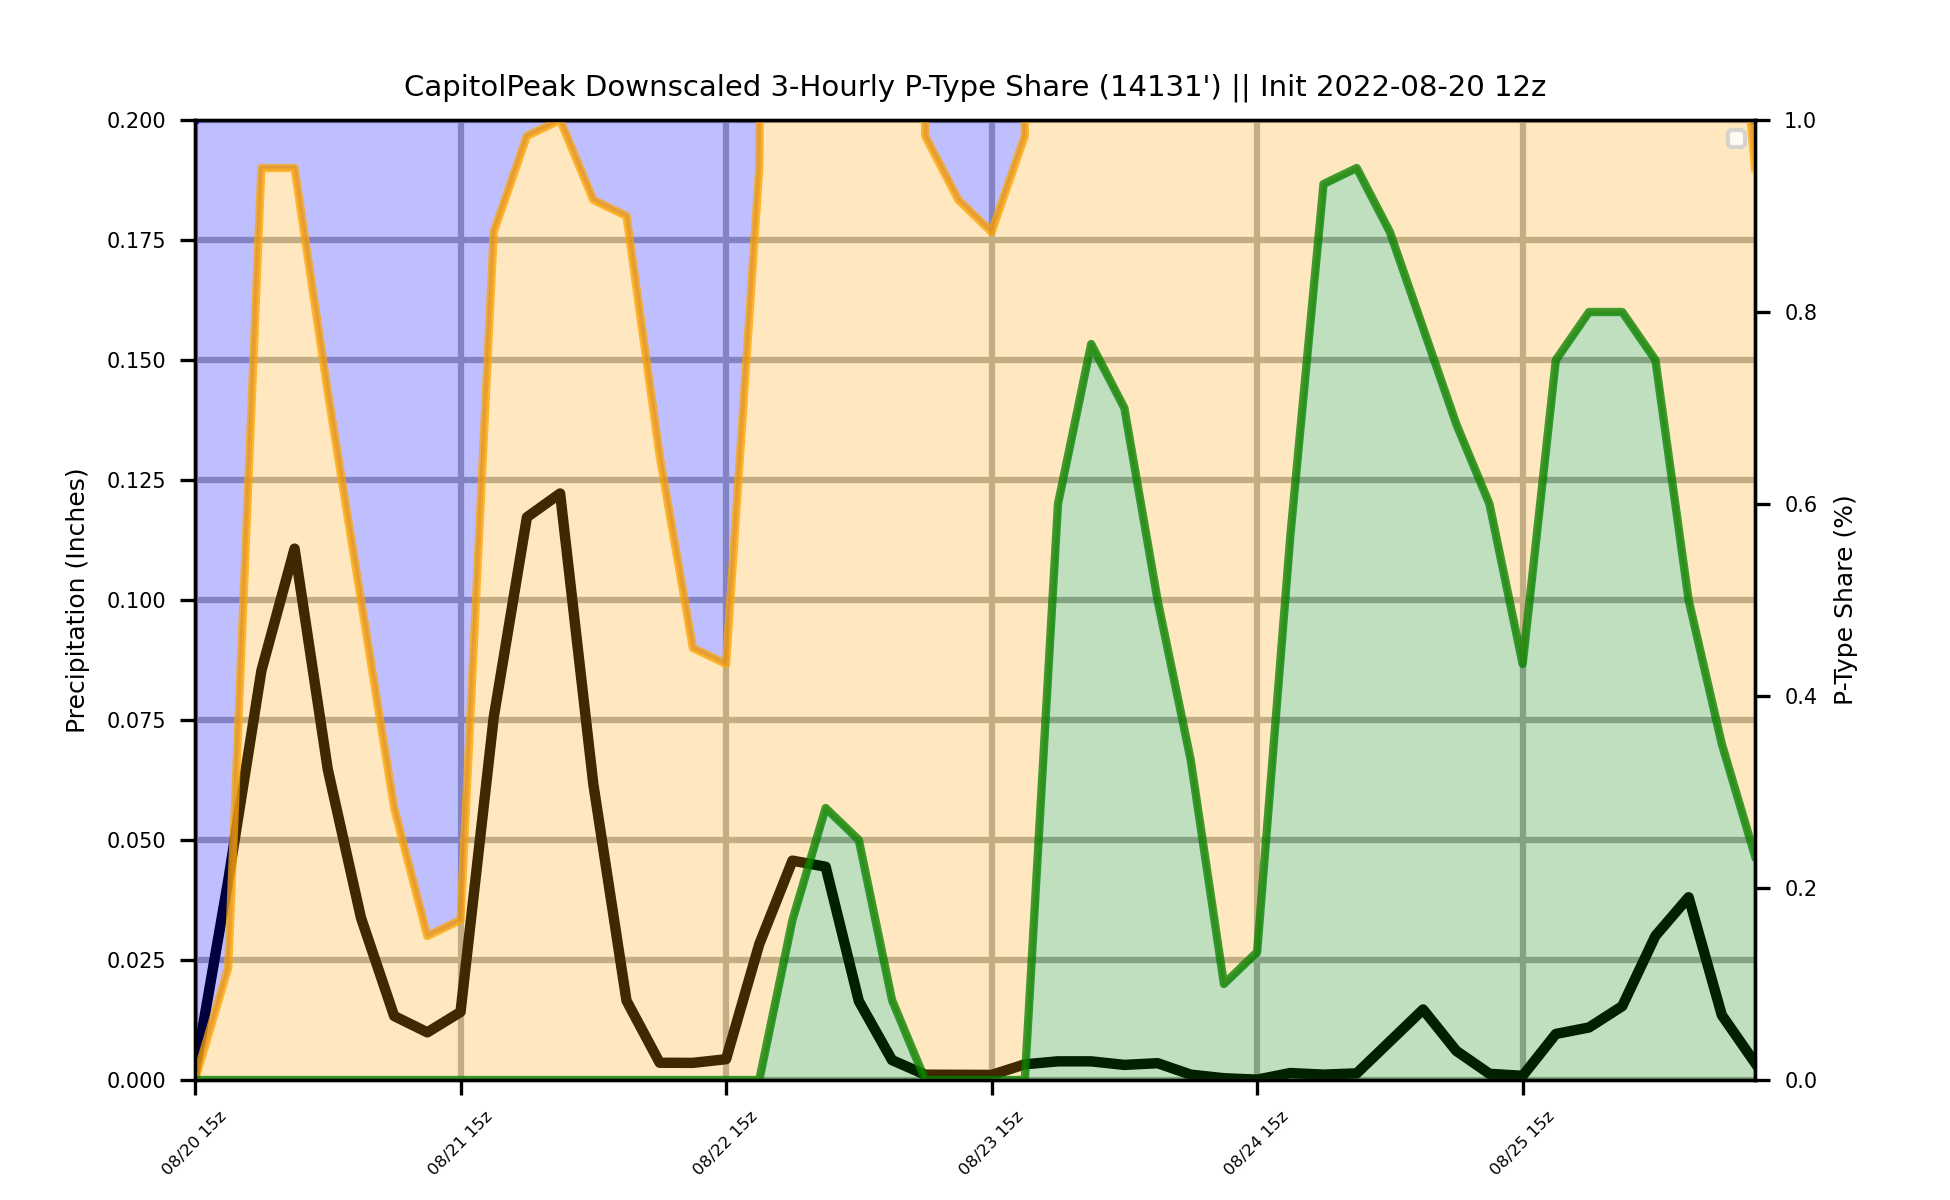 CapitolPeak Downscaled 3-Hourly P-Type Share (14131') || Init 2022-08-20 12z
Precipitation (Inches)
0.200
0.175
0.150
0.125
0.100
0.075
0.050
0.025
0.000
1.0
0.8
0.6
0.4
0.2
0.0
P-Type Share (%)
08/20 15z
08/21 15z
08/22 15z
08/23 15z
08/24 15z
08/25 15z